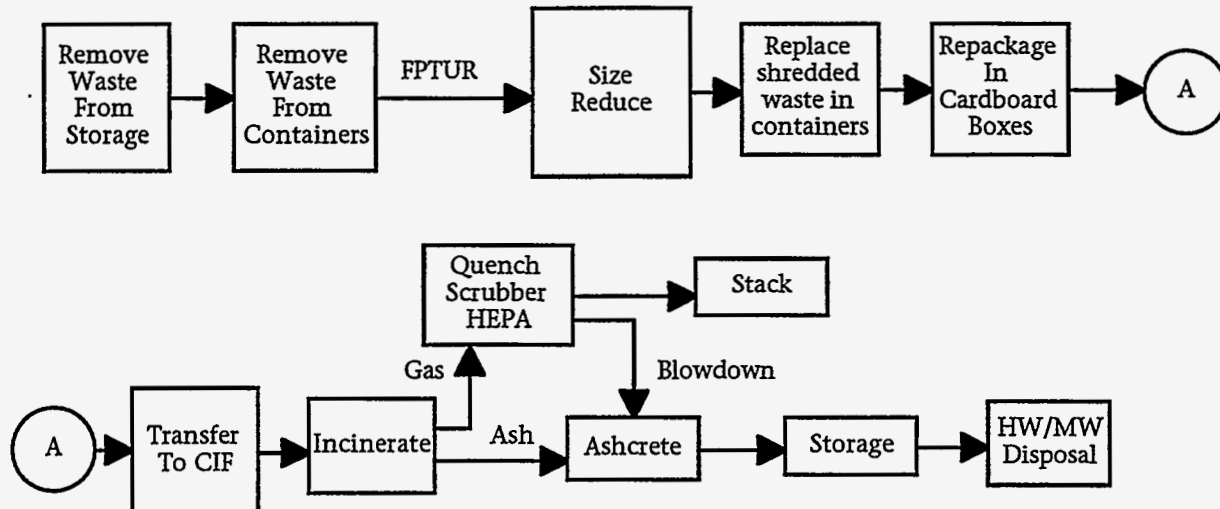 Remove
Waste
From
Storage
Remove
Waste
From
Containers
FPTUR
Size
Reduce
Replace
shredded
waste in
containers
Repackage
In
Cardboard
Boxes
A
Quench
Scrubber
HEPA
Stack
Gas
Blowdown
A
Transfer
To CIF
Incinerate
Ash
Ashcrete
Storage
HW/MW
Disposal